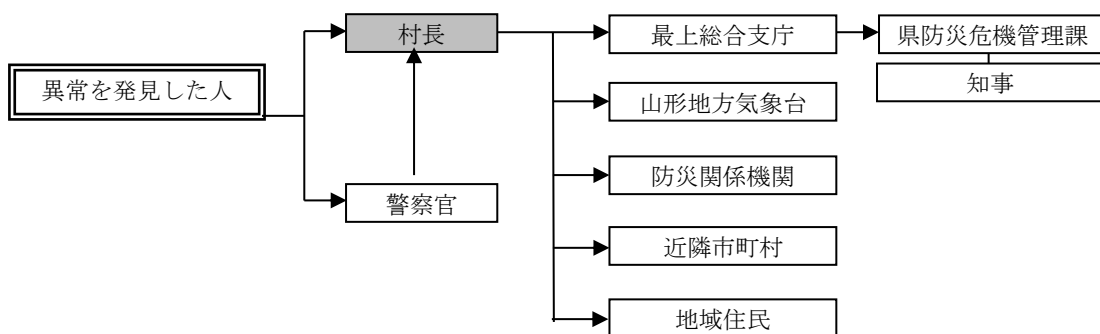 村長
最上総合支庁
県防災危機管理課
異常を発見した人
知事
山形地方気象台
防災関係機関
警察官
近隣市町村
地域住民